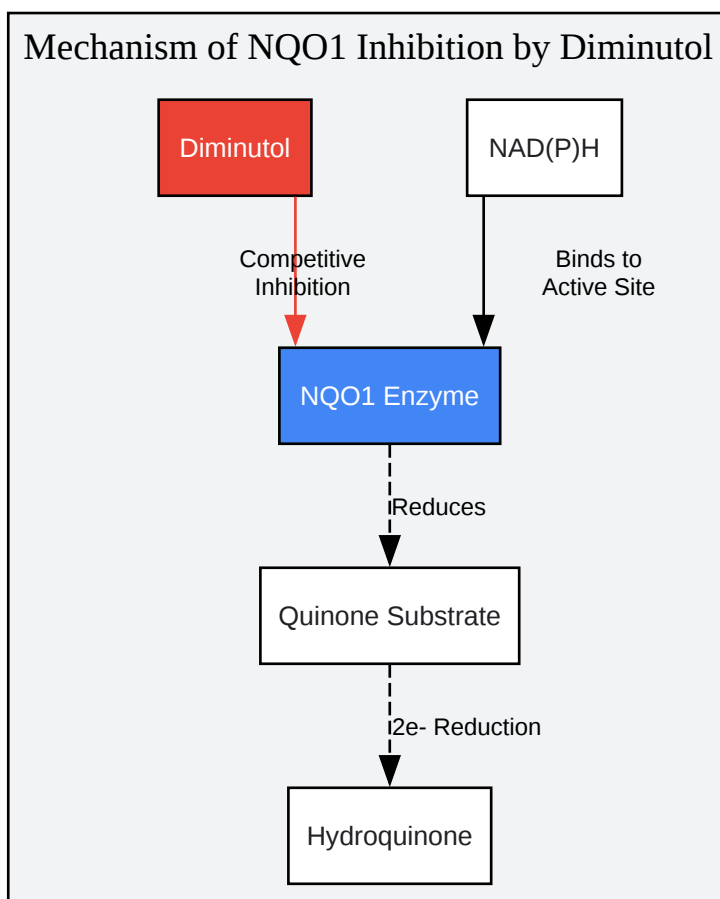 Mechanism of NQO1 Inhibition by Diminutol
Diminutol
NAD(P)H
Competitive
Inhibition
Binds to
Active Site
NQO1 Enzyme
Reduces
Quinone Substrate
2e- Reduction
Hydroquinone